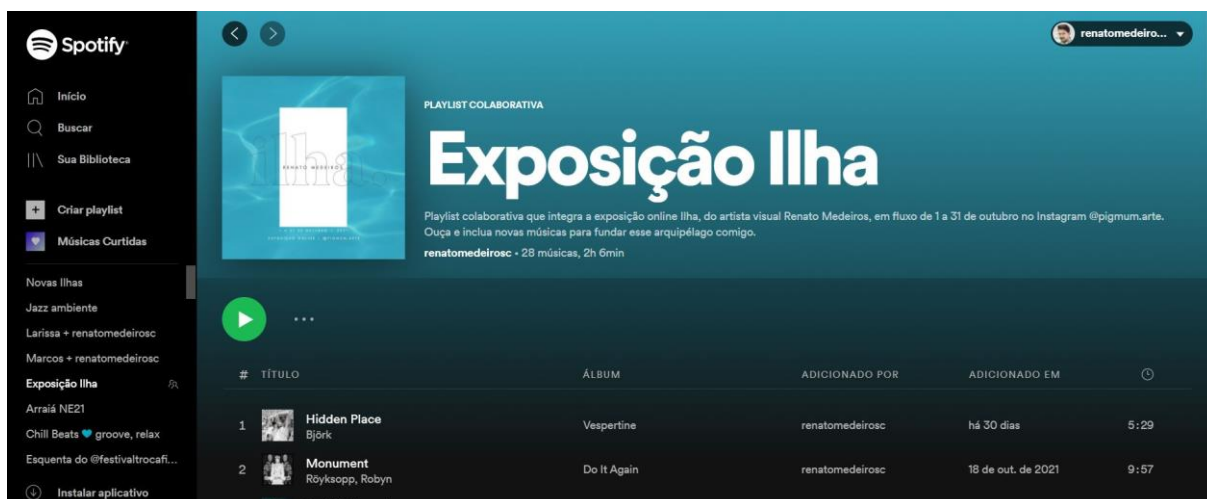 Spotify
Início
Buscar
Sua Biblioteca
Criar playlist
Músicas Curtidas
Novas Ilhas
Jazz ambiente
Larissa + renatomedeirosc
Marcos + renatomedeirosc
Exposição Ilha
Arraiá NE21
Chill Beats 💙 groove, relax
Esquenta do @festivaltrocafi...
Instalar aplicativo
renatomedeiro...
ilha.
RENATO MEDEIROS
PLAYLIST COLABORATIVA
Exposição Ilha
Playlist colaborativa que integra a exposição online Ilha, do artista visual Renato Medeiros, em fluxo de 1 a 31 de outubro no Instagram @pigmum.arte.
Ouça e inclua novas músicas para fundar esse arquipélago comigo.
renatomedeirosc • 28 músicas, 2h 6min
# TÍTULO ÁLBUM ADICIONADO POR ADICIONADO EM
1 Hidden Place Vespertine renatomedeirosc há 30 dias 5:29
Björk
2 Monument Do It Again renatomedeirosc 18 de out. de 2021 9:57
Röyksopp, Robyn